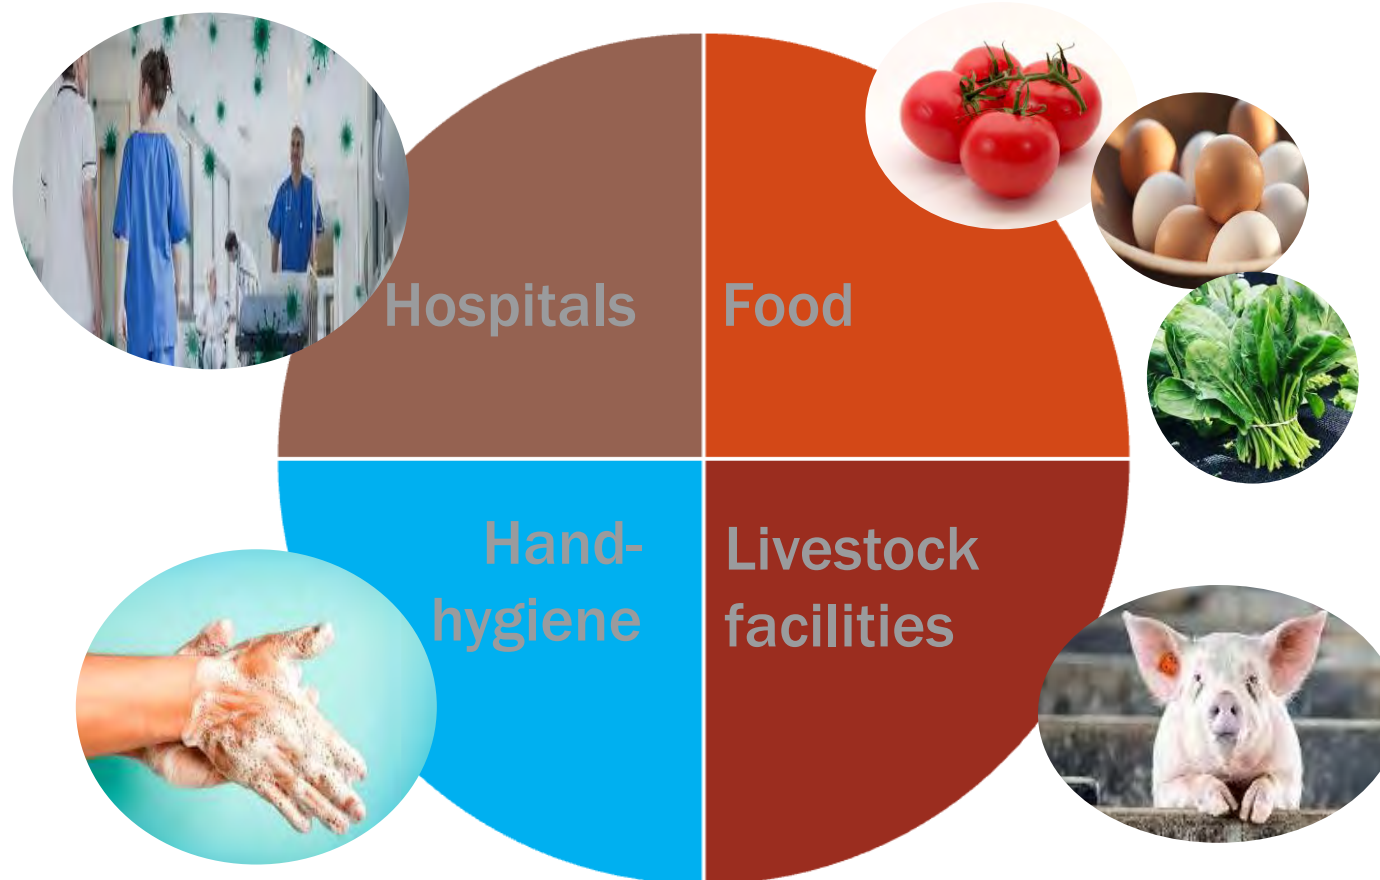 Hospitals
Food
Hand-
hygiene
Livestock
facilities